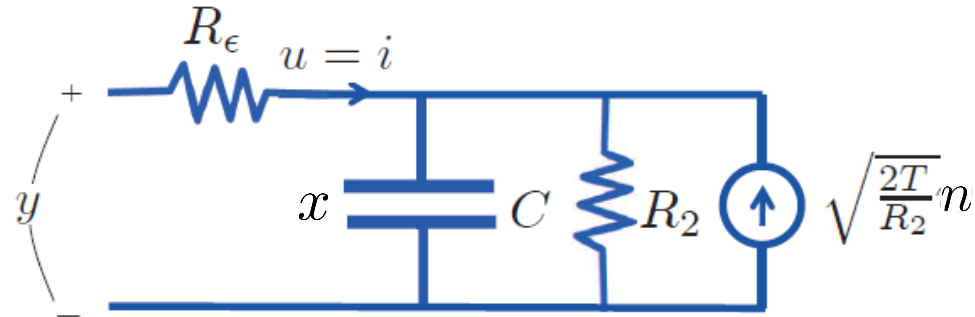 R_ϵ
u = i
+
y
x
C
R_2
√(2T/R_2) n
−